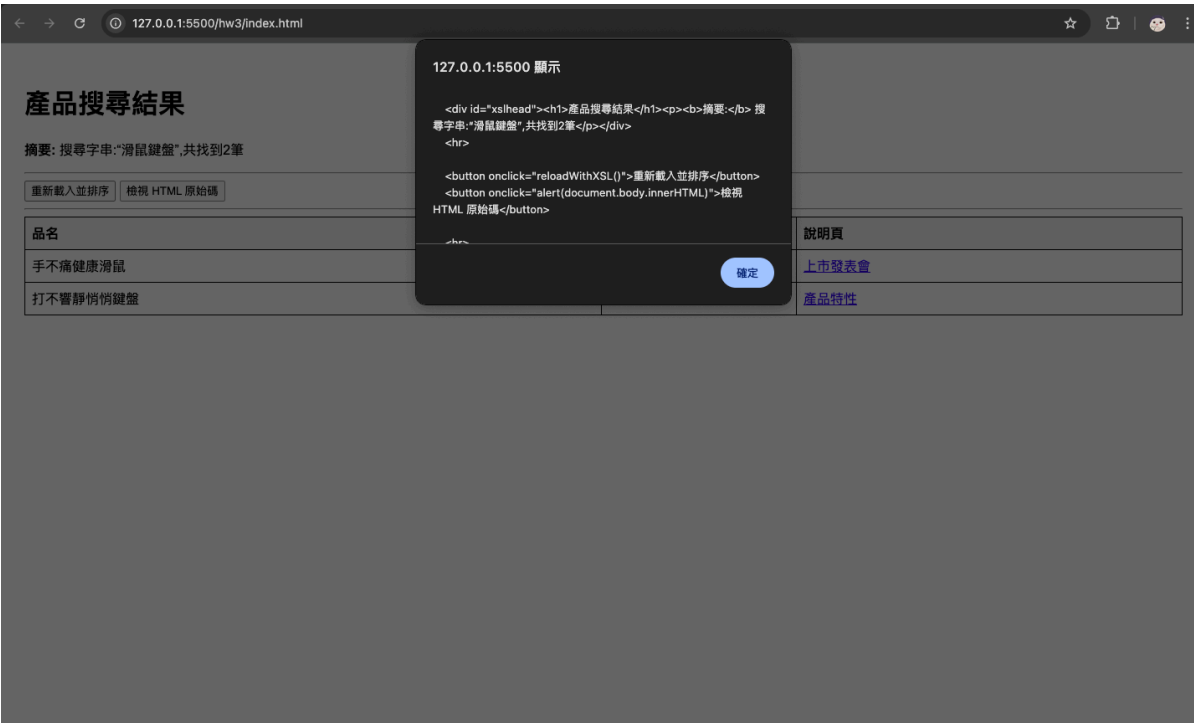 127.0.0.1:5500/hw3/index.html
127.0.0.1:5500 顯示
<div id="xslhead"><h1>產品搜尋結果</h1><p><b>摘要:</b> 搜
尋字串:“滑鼠鍵盤”,共找到2筆</p></div>
<hr>
<button onclick="reloadWithXSL()">重新載入並排序</button>
<button onclick="alert(document.body.innerHTML)">檢視
HTML 原始碼</button>
<hr>
確定
產品搜尋結果
摘要: 搜尋字串:“滑鼠鍵盤”,共找到2筆
重新載入並排序 檢視 HTML 原始碼
品名 說明頁
手不痛健康滑鼠 上市發表會
打不響靜悄悄鍵盤 產品特性